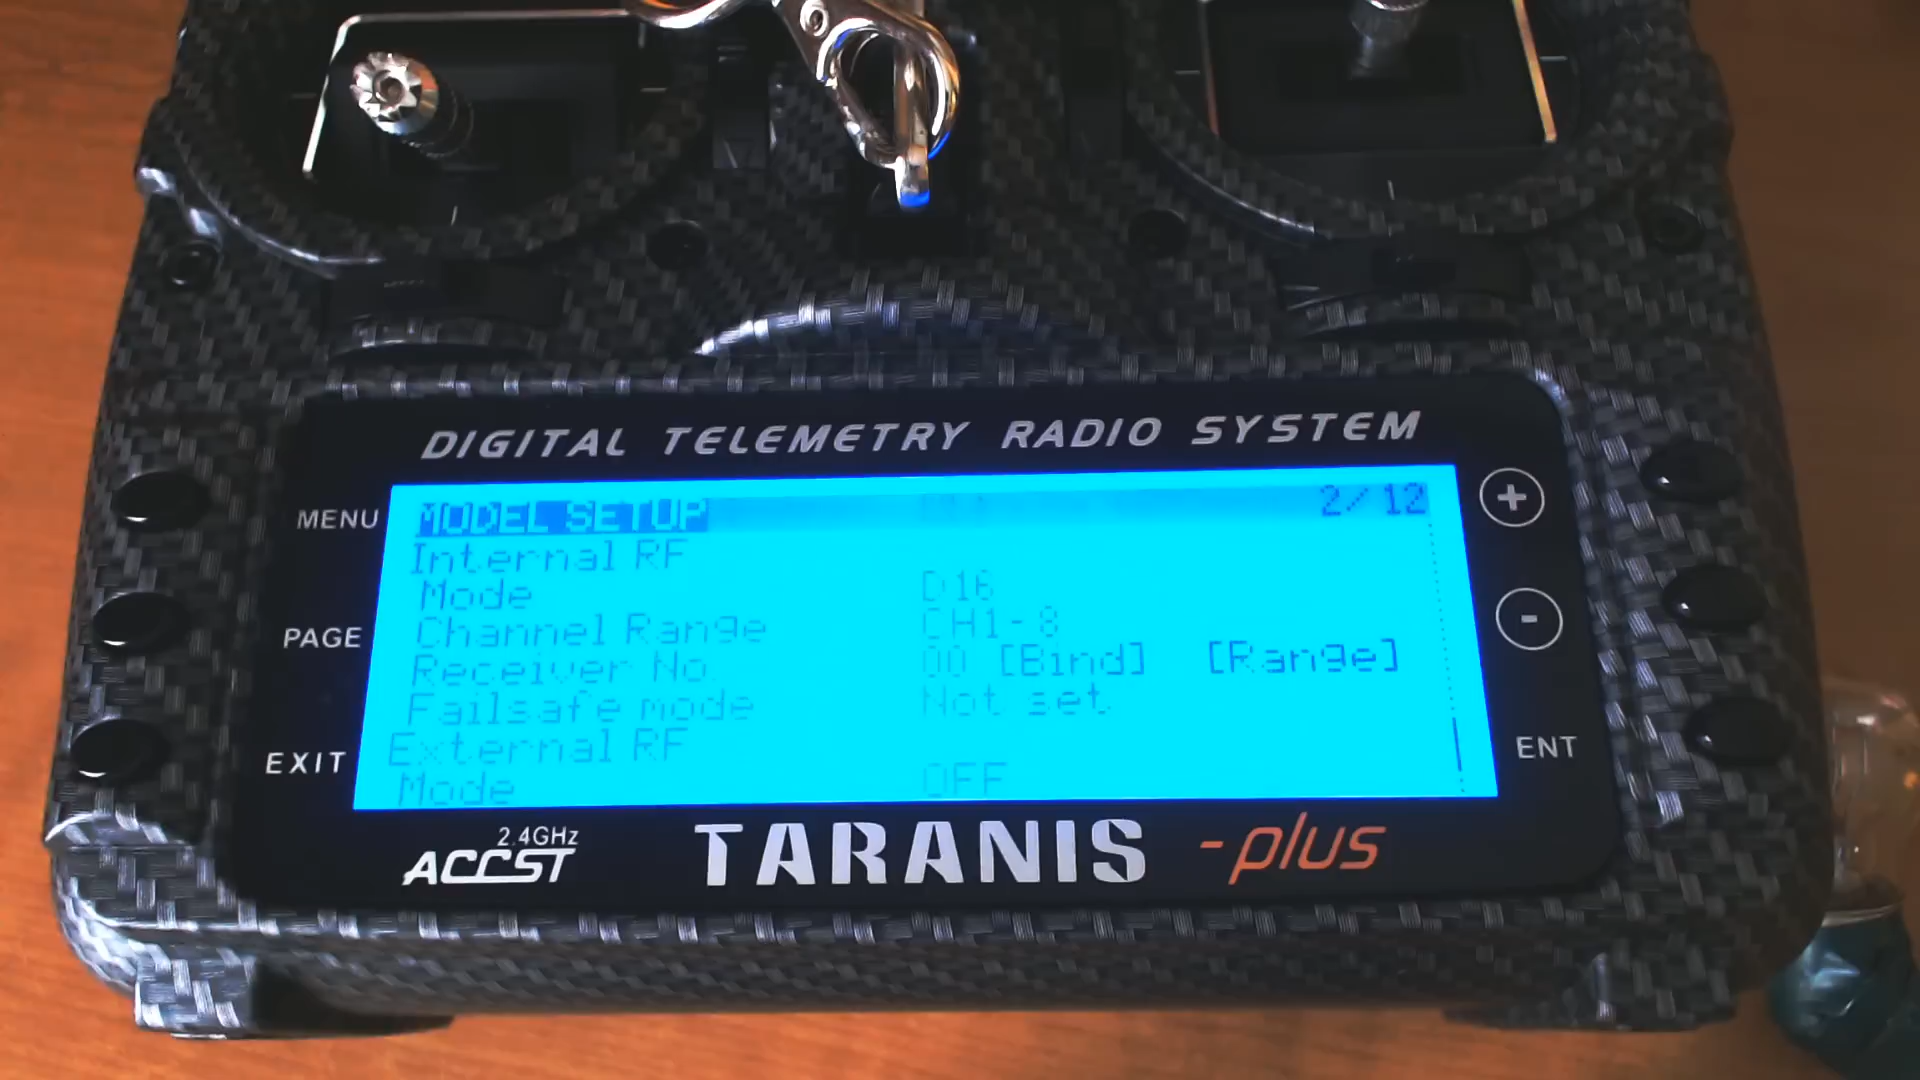 DIGITAL TELEMETRY RADIO SYSTEM
MENU
PAGE
EXIT
MODEL SETUP 2/12
Internal RF
Mode D16
Channel Range CH1-8
Receiver No. 00 [Bind] [Range]
Failsafe mode Not set
External RF
Mode OFF
+
-
ENT
2.4GHz
ACCST
TARANIS -plus